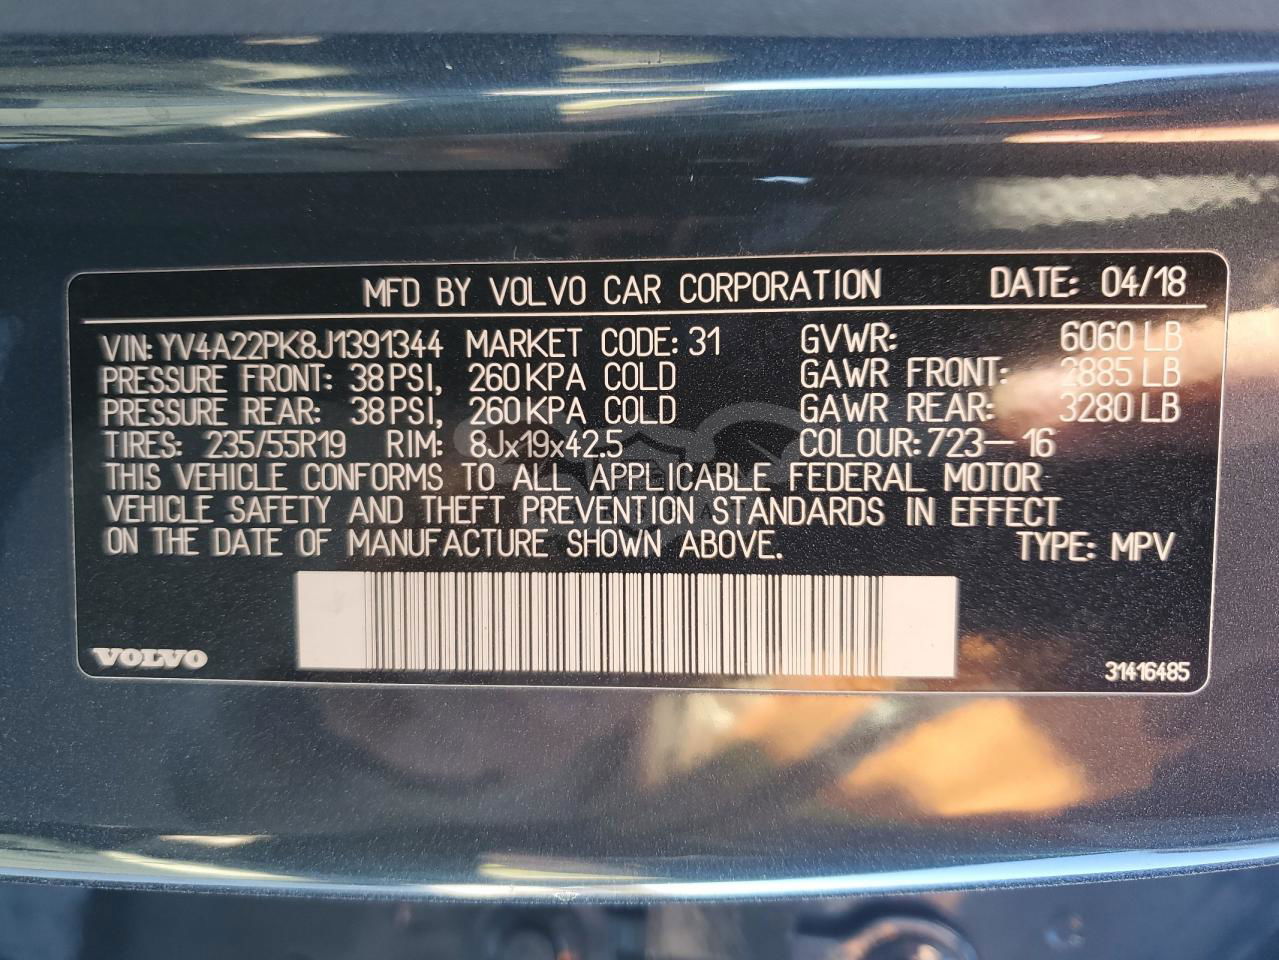 MFD BY VOLVO CAR CORPORATION DATE: 04/18
VIN: YV4A22PK8J1391344 MARKET CODE: 31 GVWR: 6060 LB
PRESSURE FRONT: 38 PSI, 260 KPA COLD GAWR FRONT: 2885 LB
PRESSURE REAR: 38 PSI, 260 KPA COLD GAWR REAR: 3280 LB
TIRES: 235/55R19 RIM: 8Jx19x42.5 COLOUR: 723-16
THIS VEHICLE CONFORMS TO ALL APPLICABLE FEDERAL MOTOR
VEHICLE SAFETY AND THEFT PREVENTION STANDARDS IN EFFECT
ON THE DATE OF MANUFACTURE SHOWN ABOVE. TYPE: MPV
VOLVO 31416485